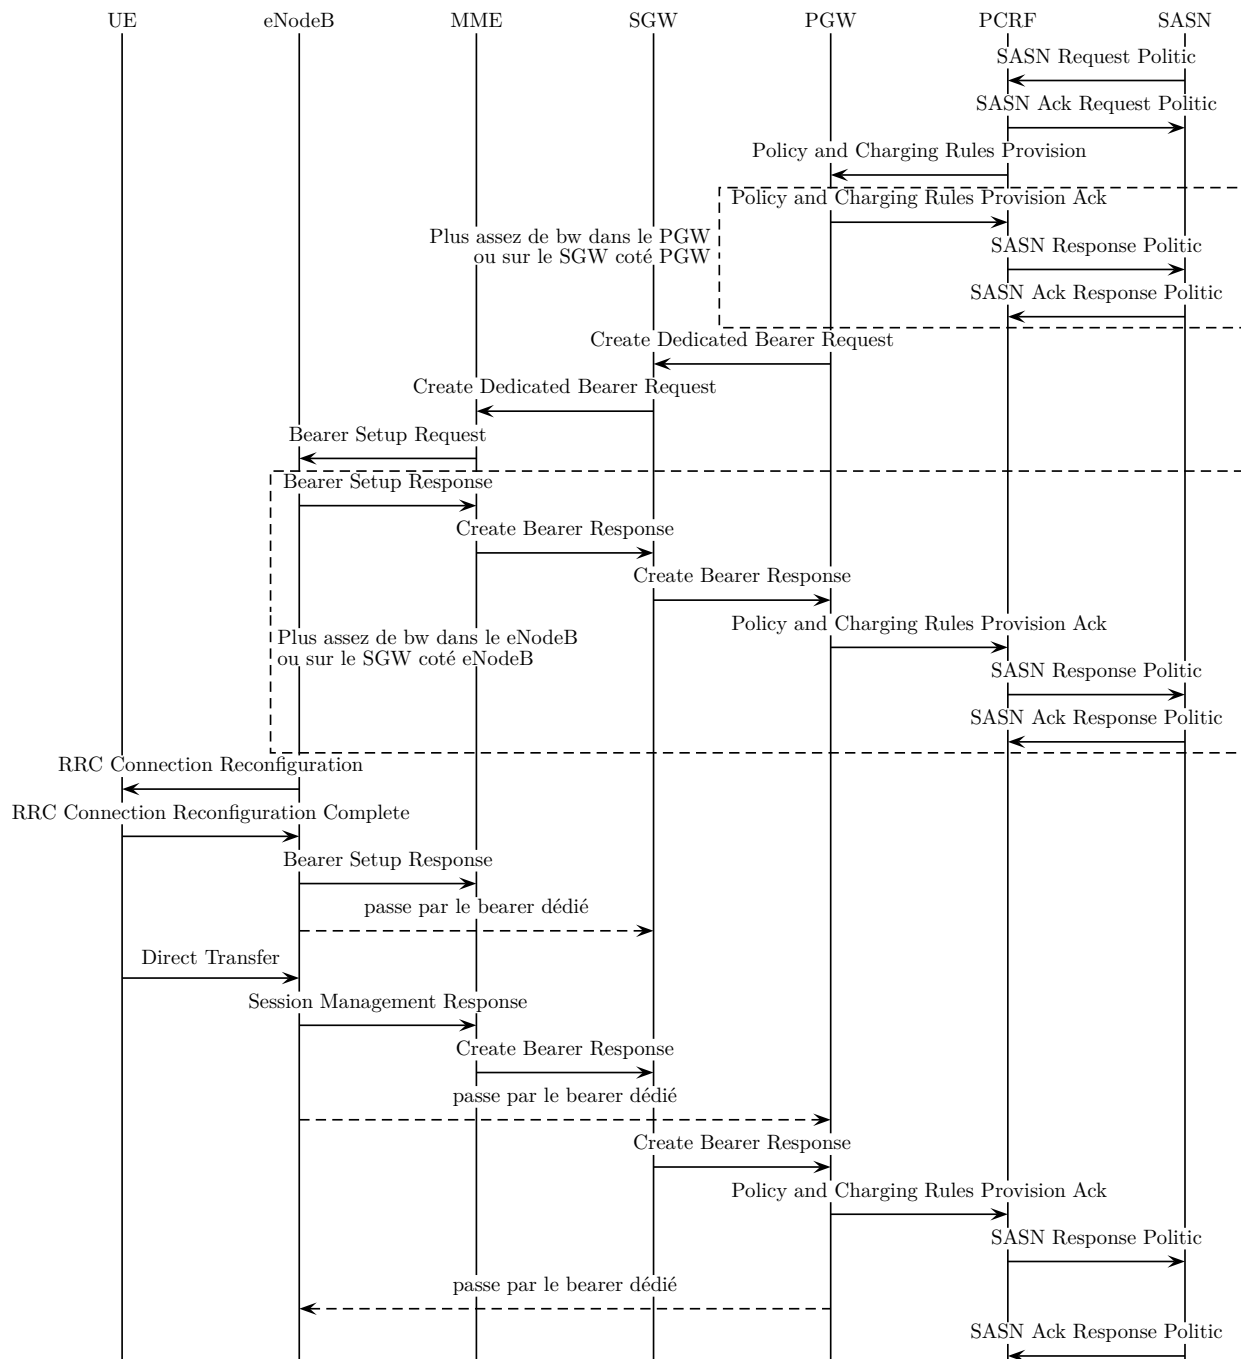 UE eNodeB MME SGW PGW PCRF SASN
SASN Request Politic
SASN Ack Request Politic
Policy and Charging Rules Provision
Policy and Charging Rules Provision Ack
Plus assez de bw dans le PGW
ou sur le SGW coté PGW
SASN Response Politic
SASN Ack Response Politic
Create Dedicated Bearer Request
Create Dedicated Bearer Request
Bearer Setup Request
Bearer Setup Response
Create Bearer Response
Create Bearer Response
Policy and Charging Rules Provision Ack
Plus assez de bw dans le eNodeB
ou sur le SGW coté eNodeB
SASN Response Politic
SASN Ack Response Politic
RRC Connection Reconfiguration
RRC Connection Reconfiguration Complete
Bearer Setup Response
passe par le bearer dédié
Direct Transfer
Session Management Response
Create Bearer Response
passe par le bearer dédié
Create Bearer Response
Policy and Charging Rules Provision Ack
SASN Response Politic
passe par le bearer dédié
SASN Ack Response Politic